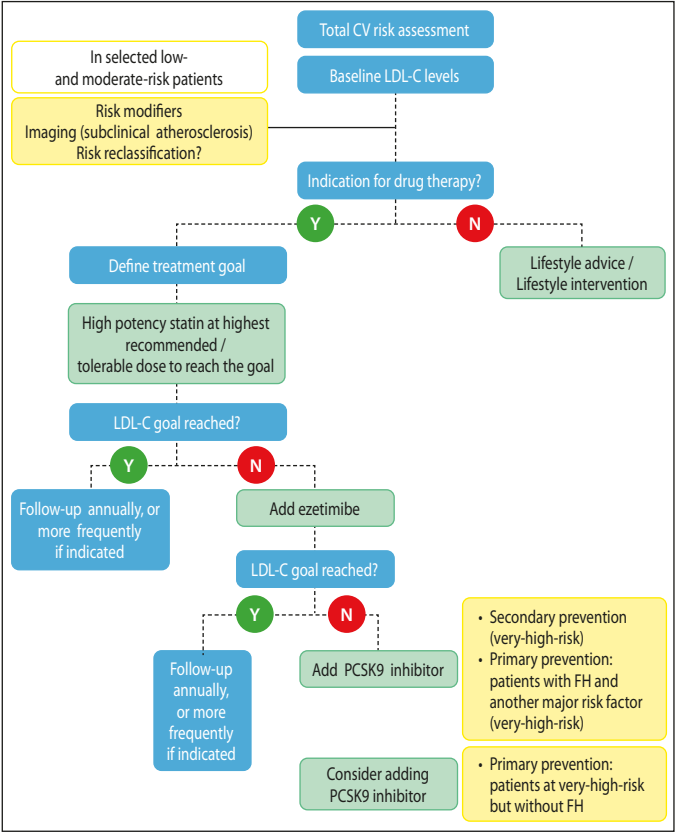 Total CV risk assessment
In selected low-
and moderate-risk patients
Baseline LDL-C levels
Risk modifiers
Imaging (subclinical atherosclerosis)
Risk reclassification?
Indication for drug therapy?
Y
N
Define treatment goal
Lifestyle advice /
Lifestyle intervention
High potency statin at highest
recommended /
tolerable dose to reach the goal
LDL-C goal reached?
Y
N
Follow-up annually, or
more frequently
if indicated
Add ezetimibe
LDL-C goal reached?
Y
N
Follow-up
annually,
or more
frequently
if indicated
Add PCSK9 inhibitor
• Secondary prevention
(very-high-risk)
• Primary prevention:
patients with FH and
another major risk factor
(very-high-risk)
Consider adding
PCSK9 inhibitor
• Primary prevention:
patients at very-high-risk
but without FH